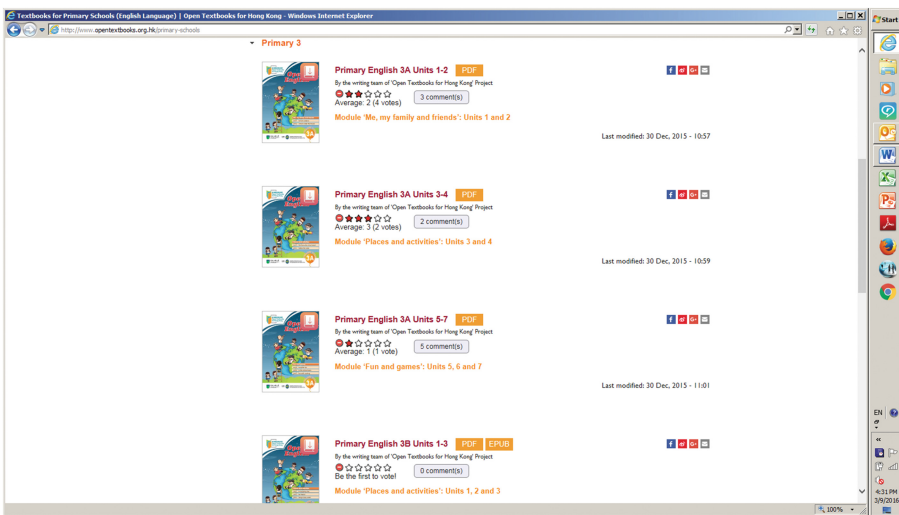 Textbooks for Primary Schools (English Language) | Open Textbooks for Hong Kong - Windows Internet Explorer
http://www.opentextbooks.org.hk/primary-schools
Start
Primary 3
Primary English 3A Units 1-2 PDF
By the writing team of 'Open Textbooks for Hong Kong' Project
Average: 2 (4 votes) 3 comment(s)
Module 'Me, my family and friends': Units 1 and 2
Last modified: 30 Dec, 2015 - 10:57
Primary English 3A Units 3-4 PDF
By the writing team of 'Open Textbooks for Hong Kong' Project
Average: 3 (2 votes) 2 comment(s)
Module 'Places and activities': Units 3 and 4
Last modified: 30 Dec, 2015 - 10:59
Primary English 3A Units 5-7 PDF
By the writing team of 'Open Textbooks for Hong Kong' Project
Average: 1 (1 vote) 5 comment(s)
Module 'Fun and games': Units 5, 6 and 7
Last modified: 30 Dec, 2015 - 11:01
Primary English 3B Units 1-3 PDF EPUB
By the writing team of 'Open Textbooks for Hong Kong' Project
Be the first to vote! 0 comment(s)
Module 'Places and activities': Units 1, 2 and 3
EN
4:31 PM
3/9/2016
100%